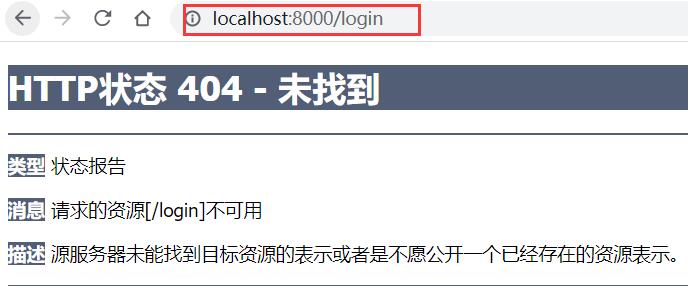 localhost:8000/login
HTTP状态 404 - 未找到
类型 状态报告
消息 请求的资源[/login]不可用
描述 源服务器未能找到目标资源的表示或者是不愿公开一个已经存在的资源表示。